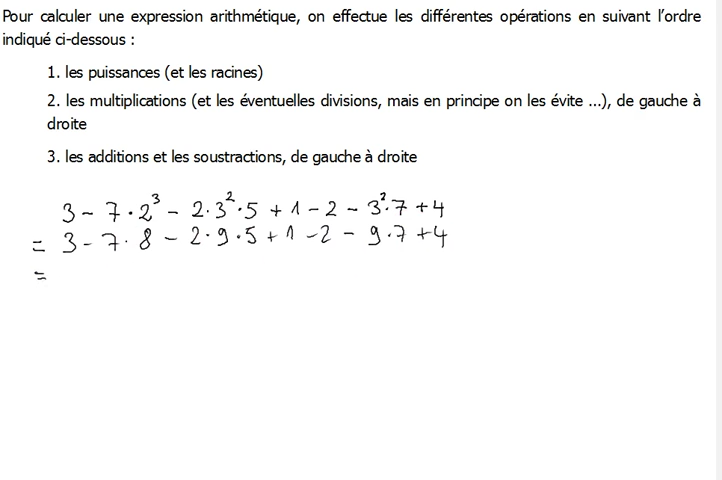 Pour calculer une expression arithmétique, on effectue les différentes opérations en suivant l'ordre
indiqué ci-dessous :
1. les puissances (et les racines)
2. les multiplications (et les éventuelles divisions, mais en principe on les évite ...), de gauche à
droite
3. les additions et les soustractions, de gauche à droite
3 - 7 · 2³ - 2 · 3² · 5 + 1 - 2 - 3² · 7 + 4
= 3 - 7 · 8 - 2 · 9 · 5 + 1 - 2 - 9 · 7 + 4
=